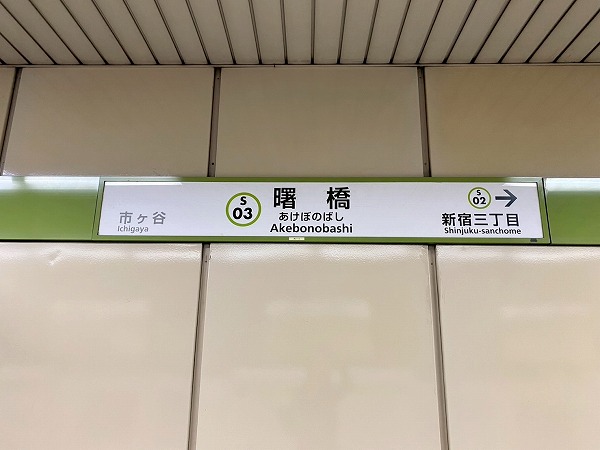 市ヶ谷
Ichigaya
S
03
曙橋
あけぼのばし
Akebonobashi
S
02
新宿三丁目
Shinjuku-sanchome